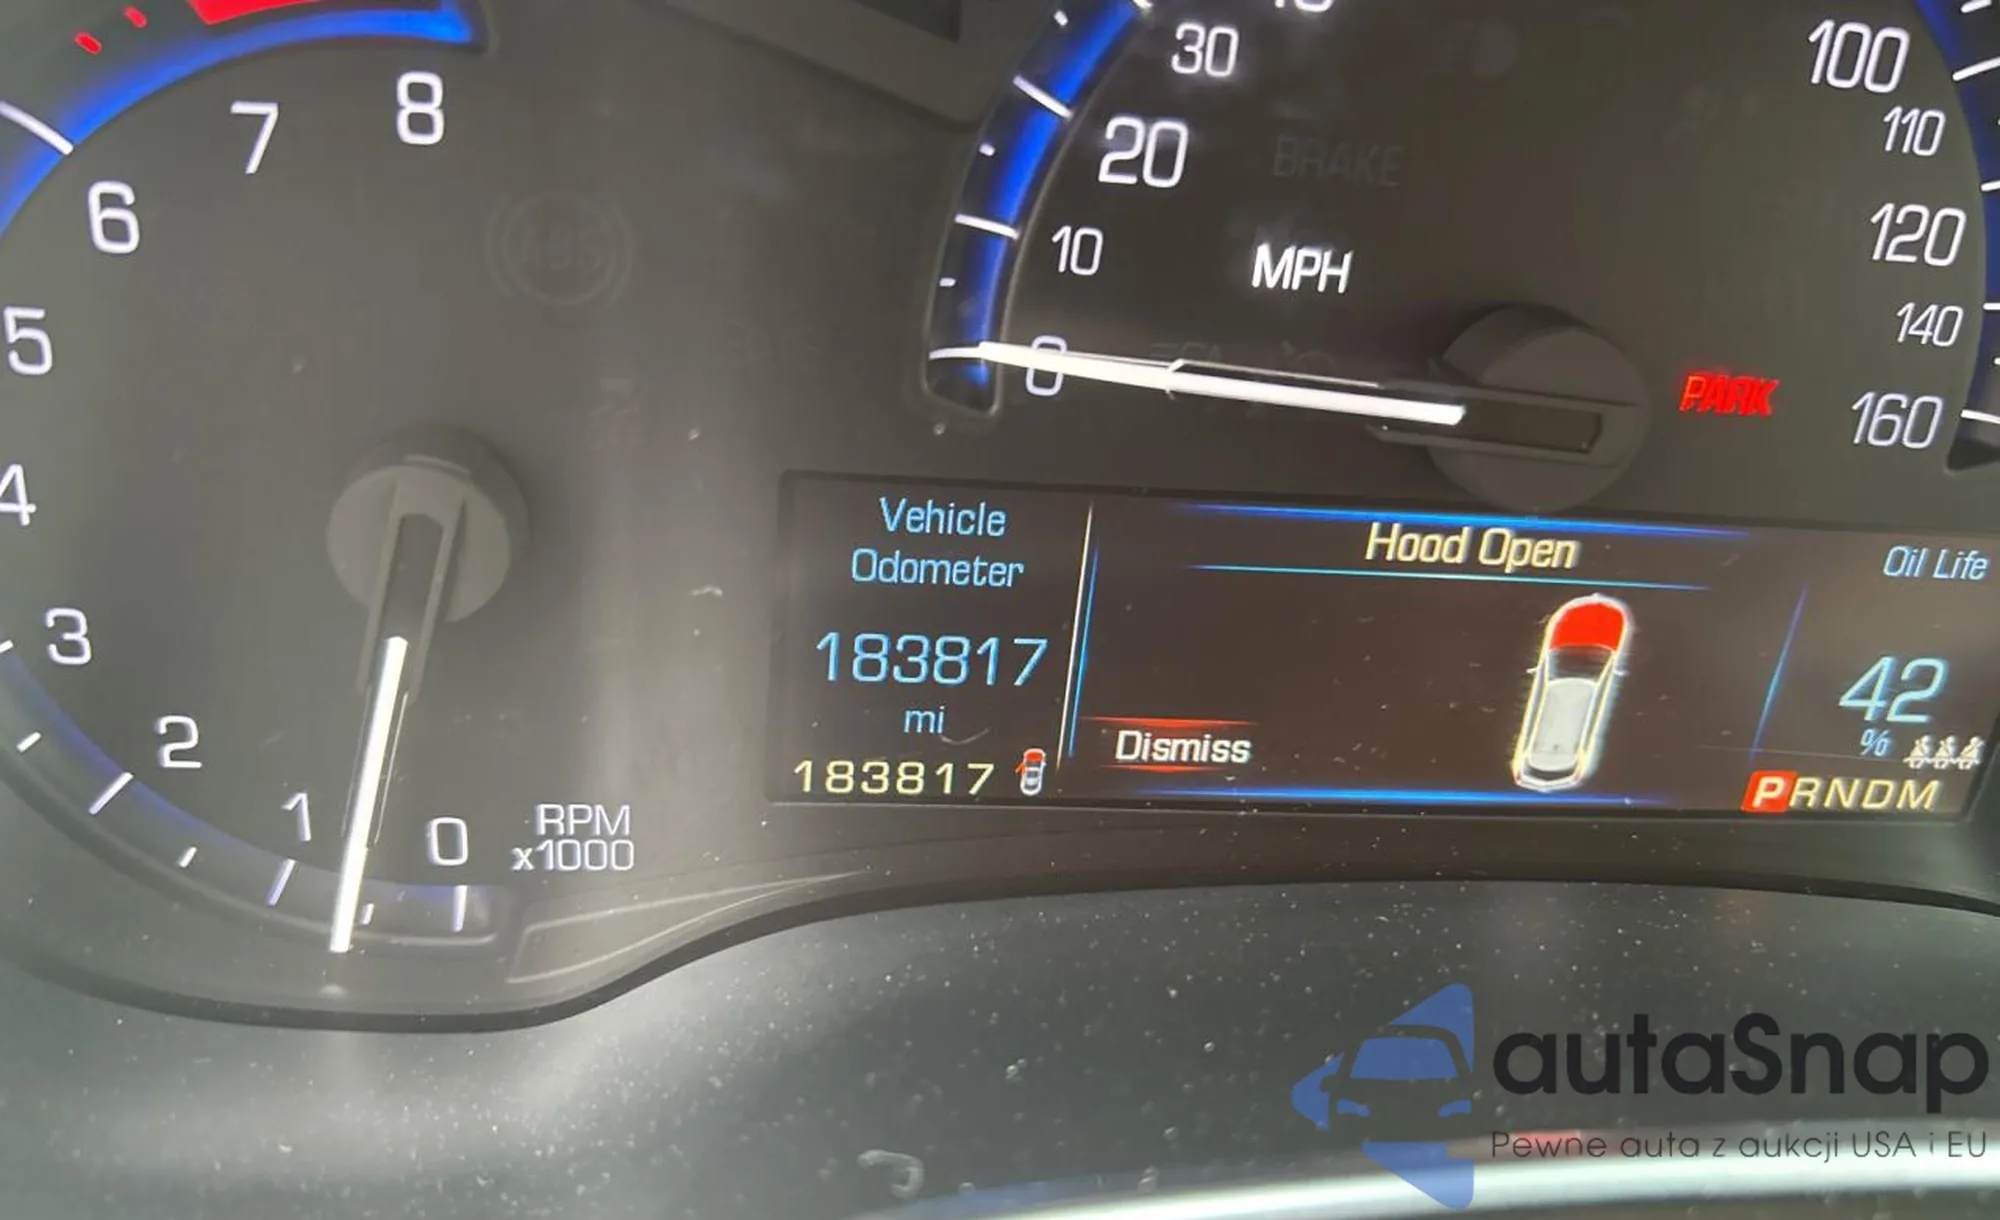 8
7
6
5
4
3
2
1
0
RPM
x1000
30
20
10
0
MPH
BRAKE
ABS
100
110
120
140
160
PARK
Vehicle
Odometer
183817
mi
183817
Hood Open
Dismiss
Oil Life
42
%
PRNDM
autaSnap
Pewne auta z aukcji USA i EU